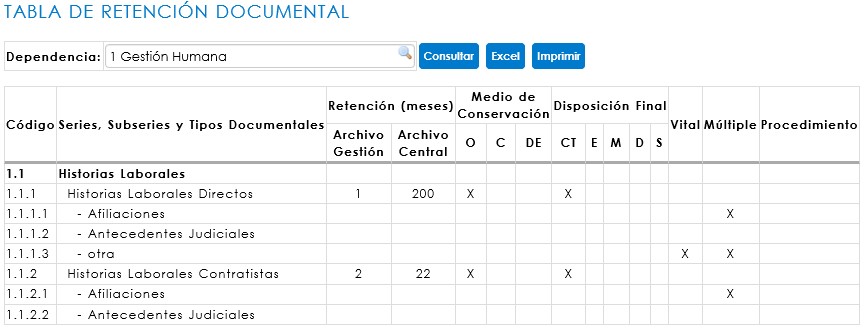 TABLA DE RETENCIÓN DOCUMENTAL
Dependencia: 1 Gestión Humana Consultar Excel Imprimir
Código Series, Subseries y Tipos Documentales Retención (meses) Medio de Conservación Disposición Final Vital Múltiple Procedimiento
Archivo Gestión Archivo Central O C DE CT E M D S
1.1 Historias Laborales
1.1.1 Historias Laborales Directos 1 200 X X
1.1.1.1 - Afiliaciones X
1.1.1.2 - Antecedentes Judiciales
1.1.1.3 - otra X X
1.1.2 Historias Laborales Contratistas 2 22 X X
1.1.2.1 - Afiliaciones X
1.1.2.2 - Antecedentes Judiciales